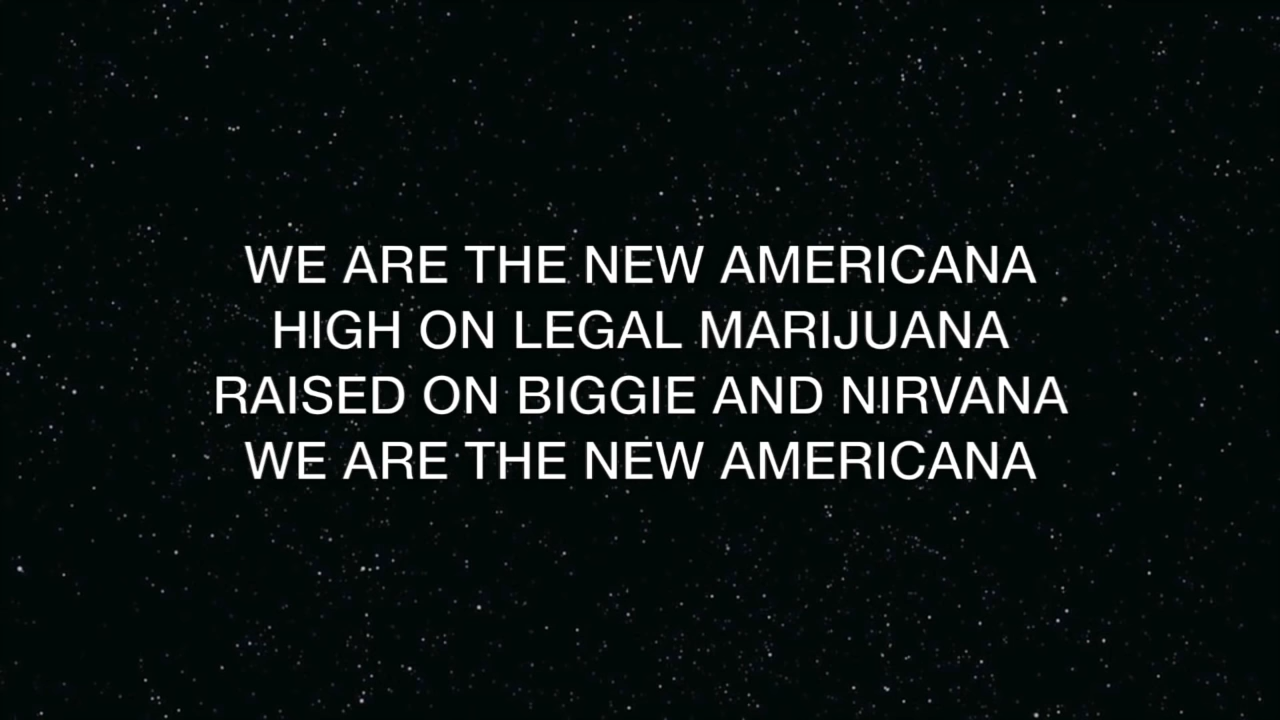 WE ARE THE NEW AMERICANA
HIGH ON LEGAL MARIJUANA
RAISED ON BIGGIE AND NIRVANA
WE ARE THE NEW AMERICANA